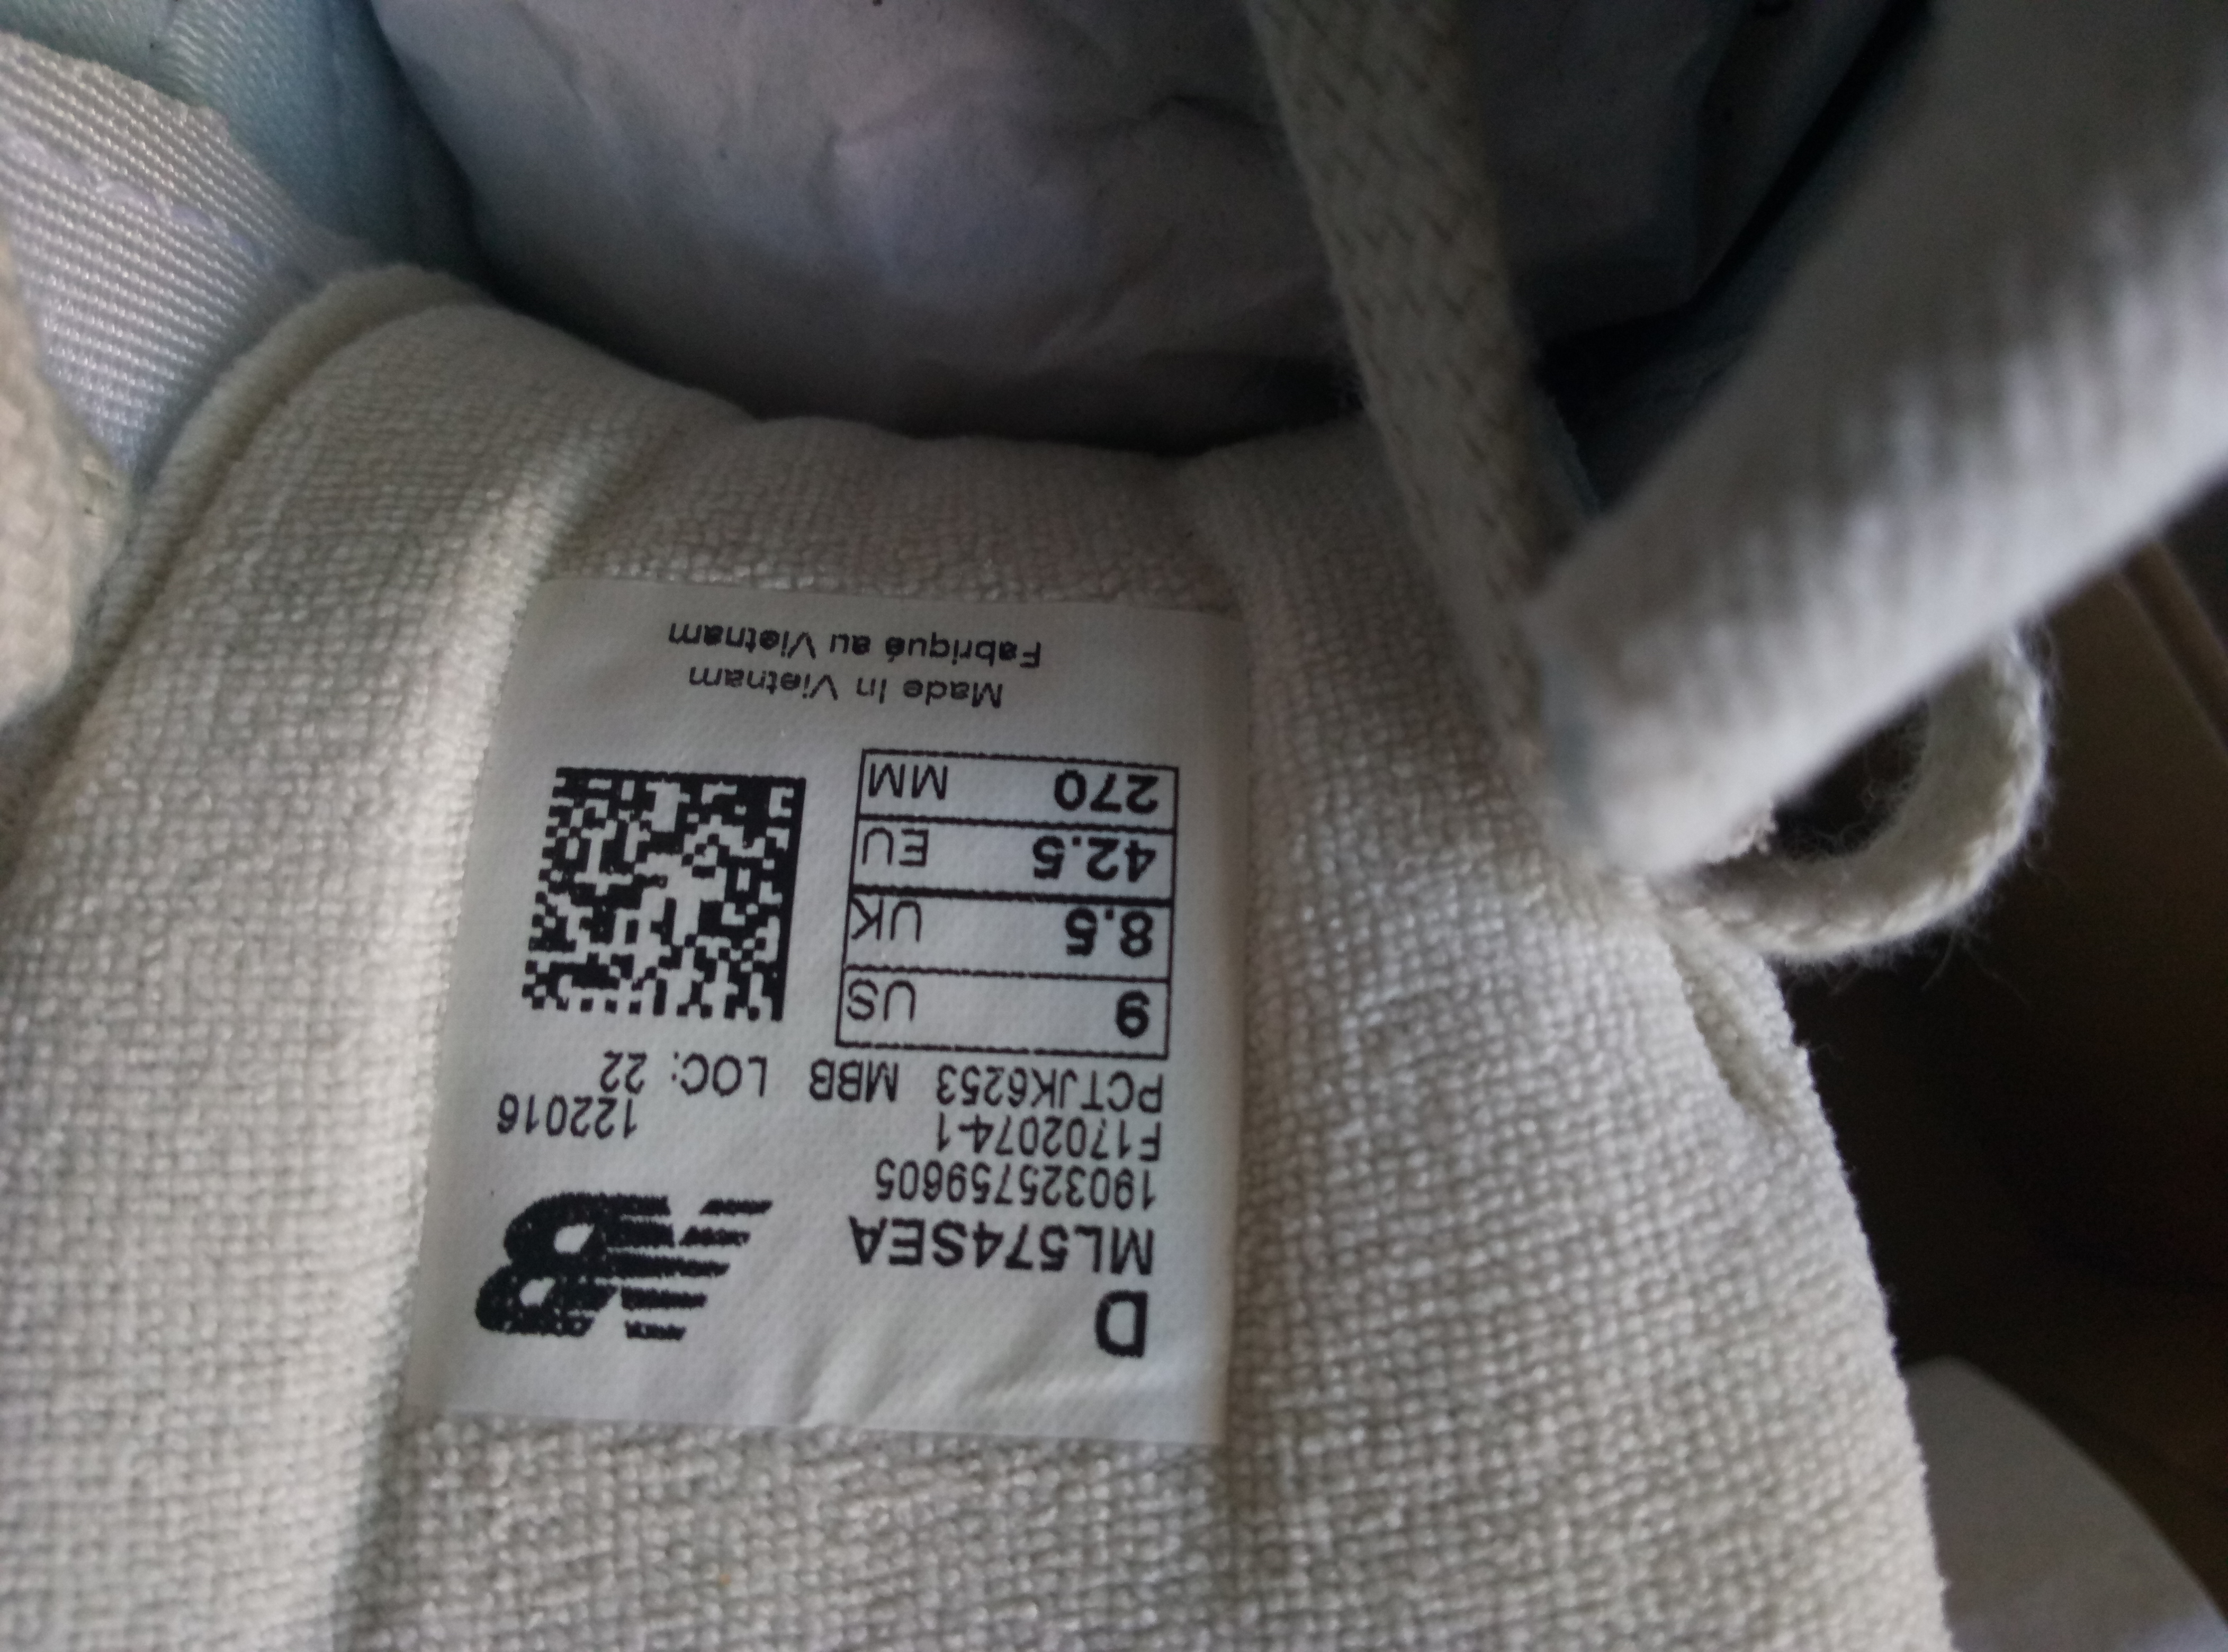 D
ML574SEA
190325759605
F1702074-1 122016
PCTJK6253 MBB LOC: 22
9 US
8.5 UK
42.5 EU
270 MM
Made in Vietnam
Fabriqué au Vietnam